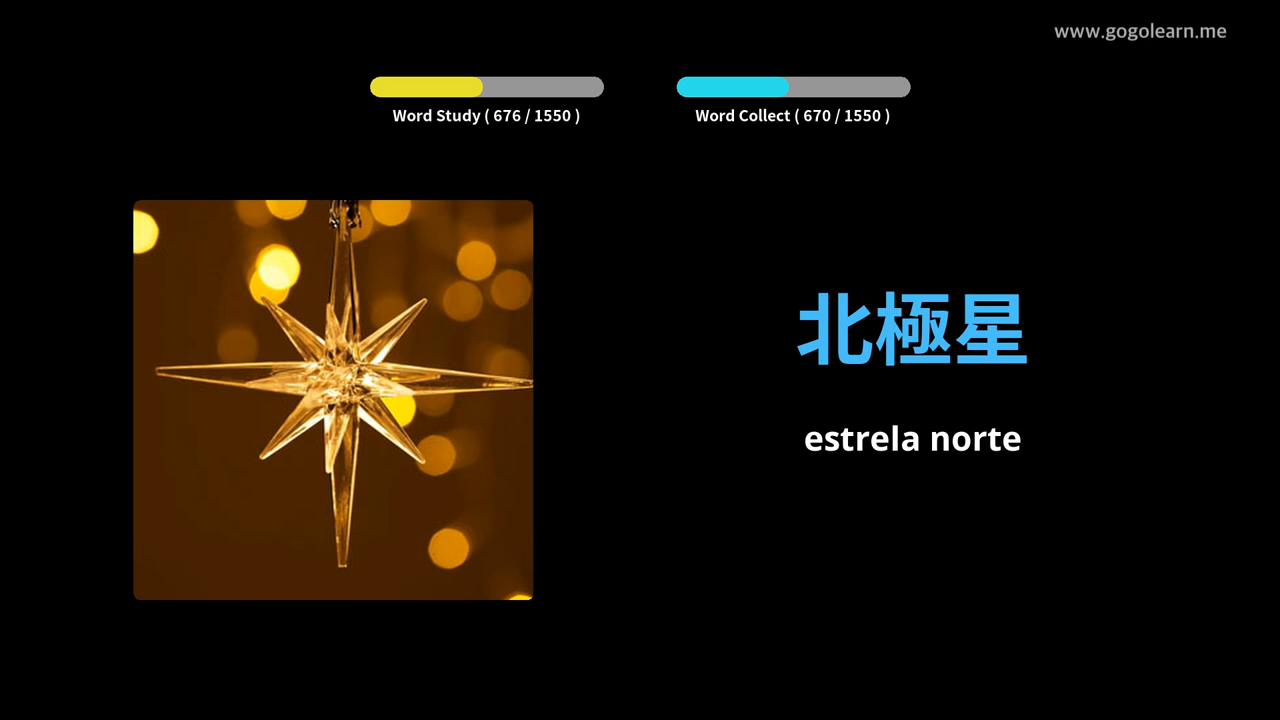 www.gogolearn.me
Word Study ( 676 / 1550 )
Word Collect ( 670 / 1550 )
北極星
estrela norte